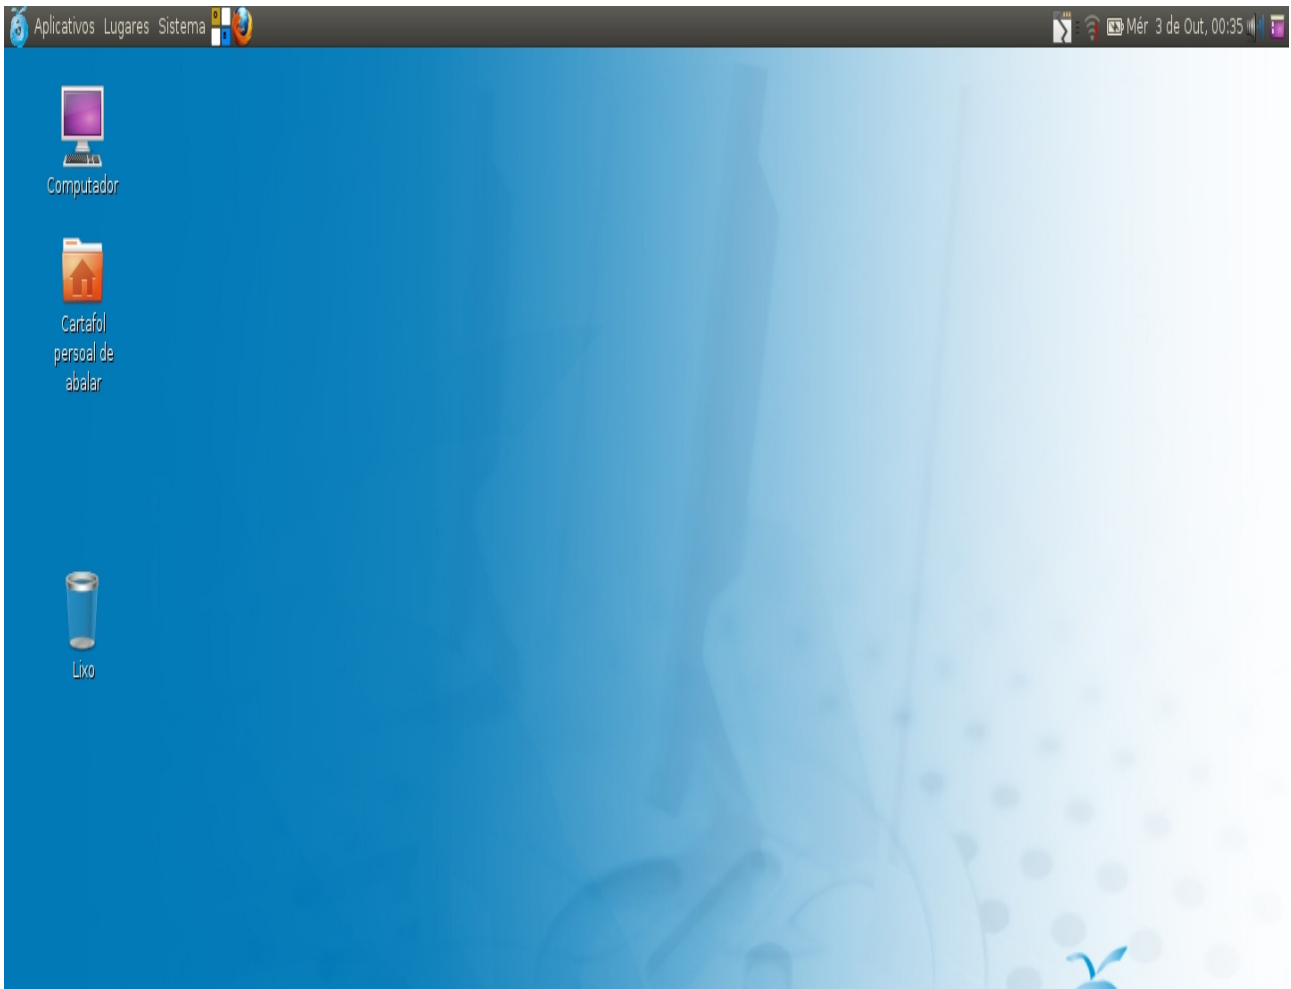 Aplicativos Lugares Sistema
Mér 3 de Out, 00:35
Computador
Cartafol
persoal de
abalar
Lixo